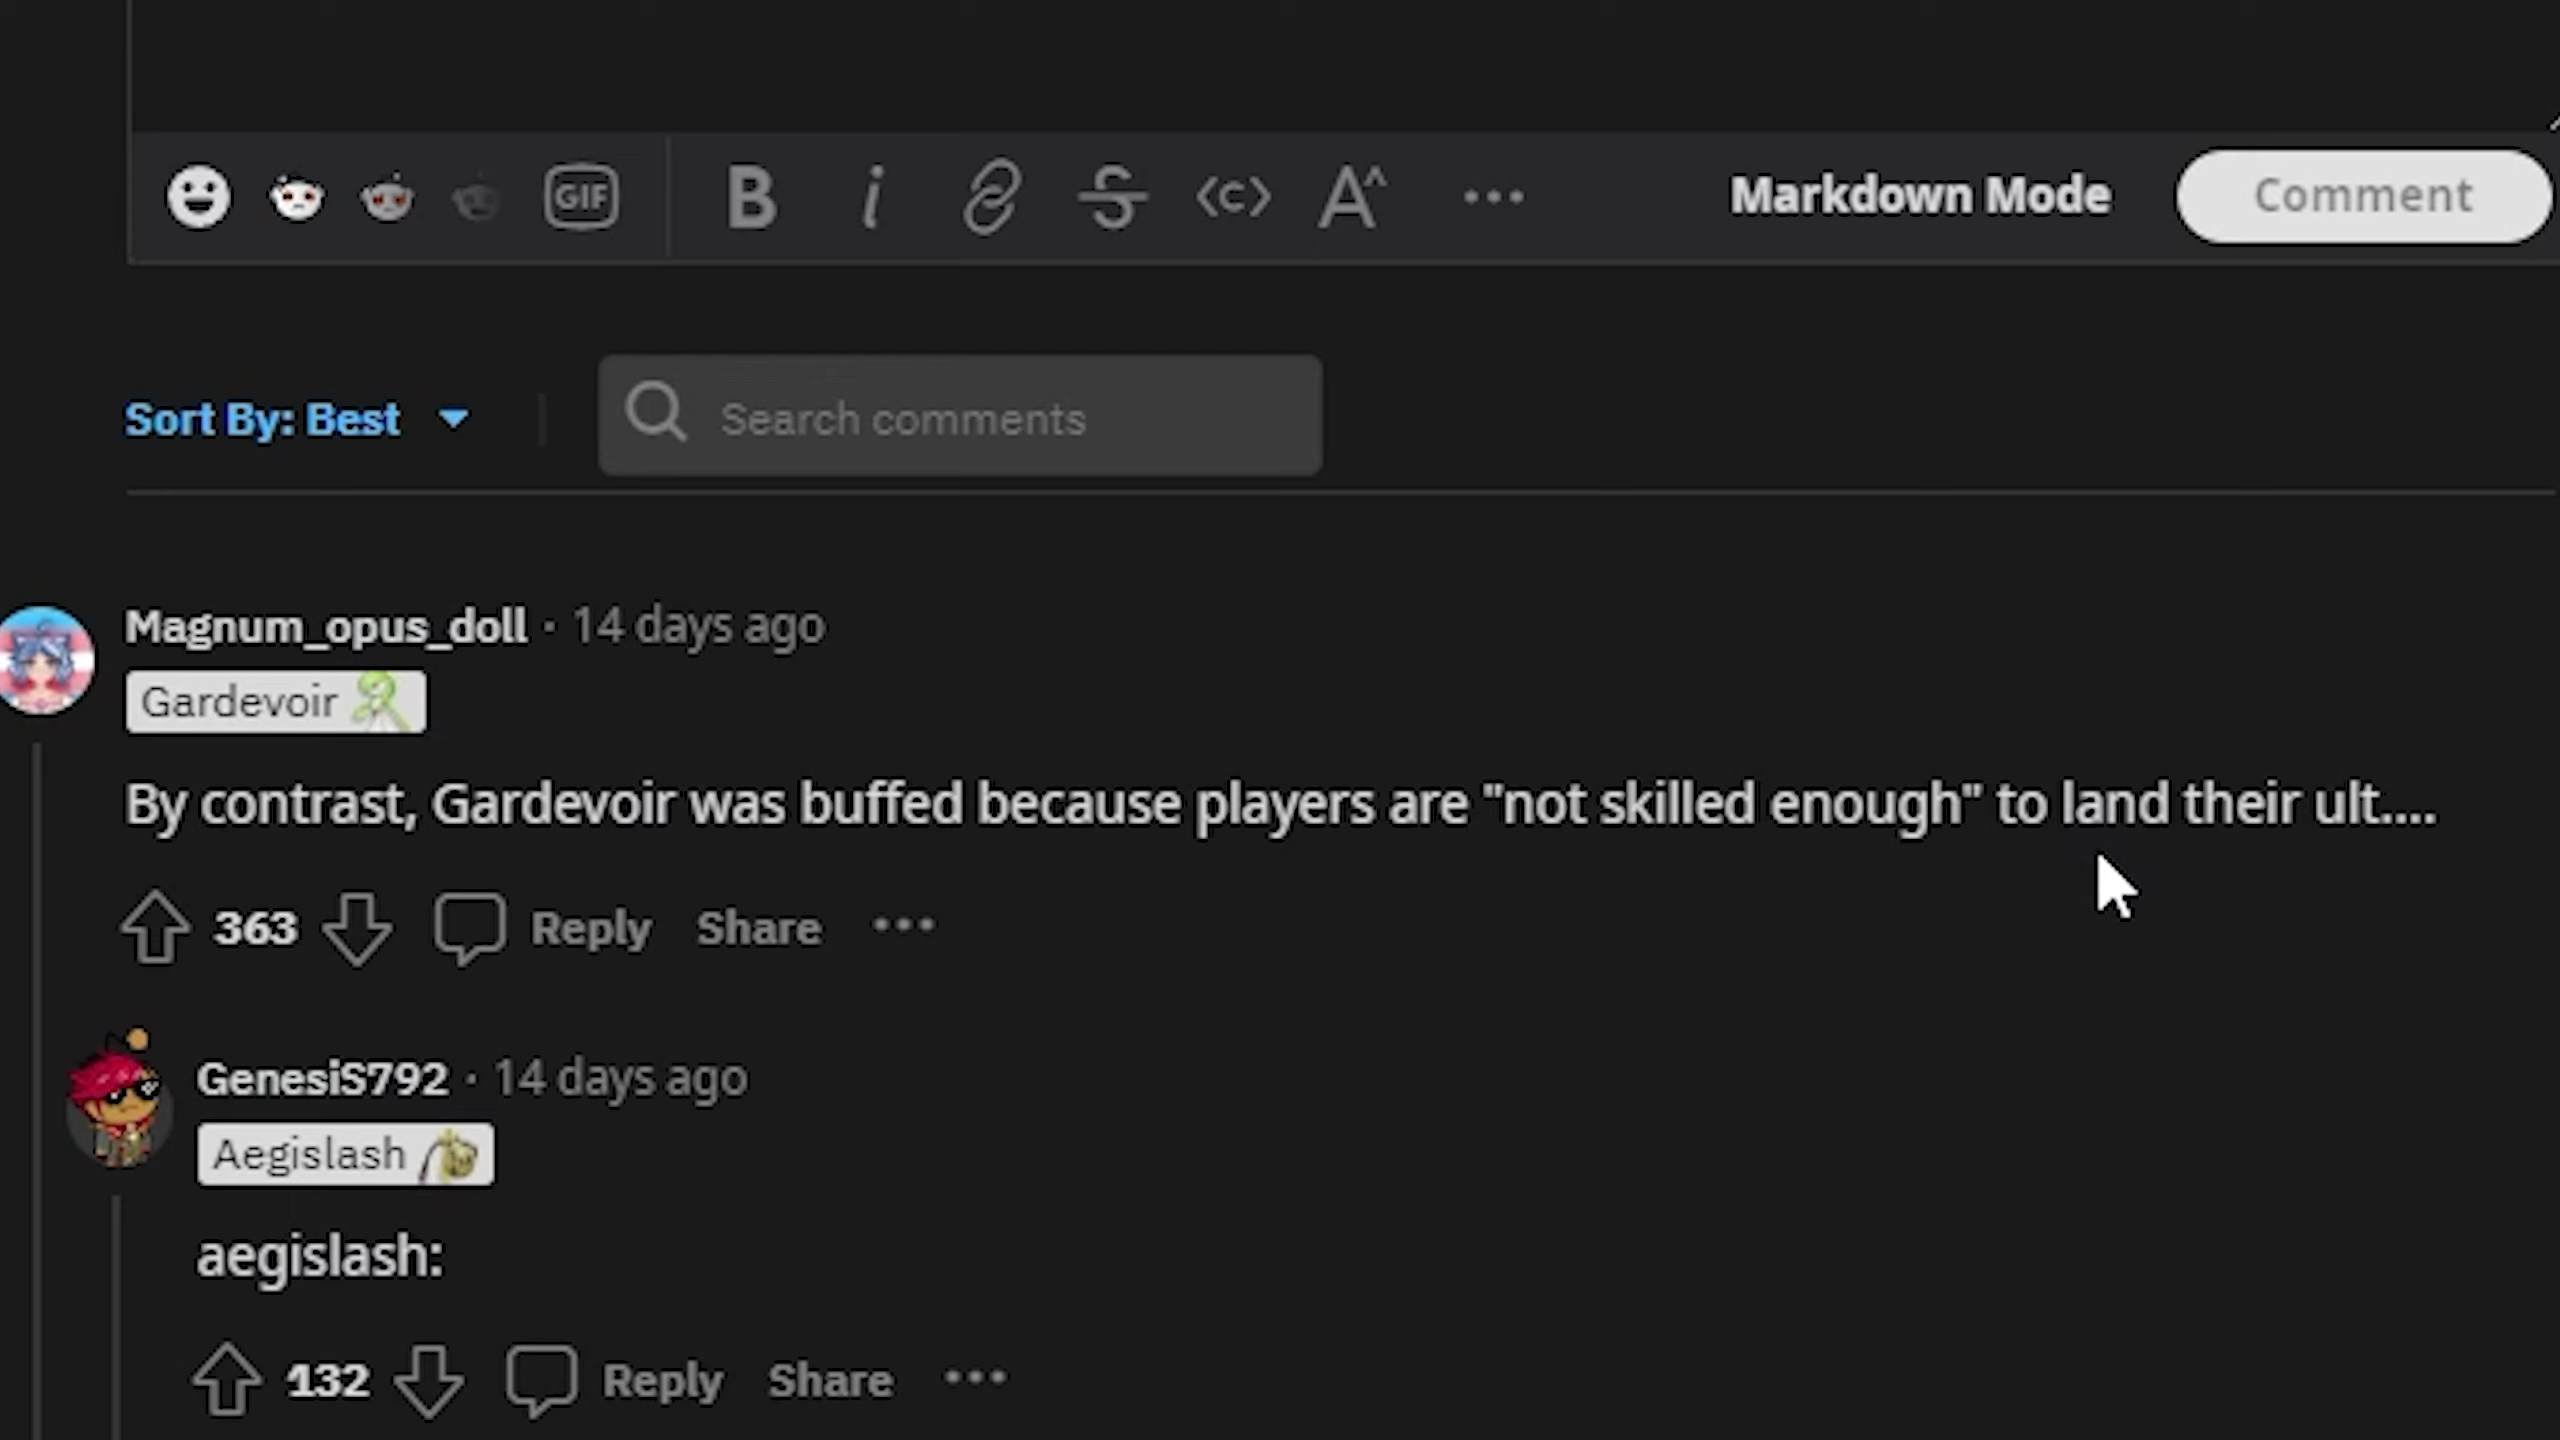 GIF B i <c> A^ ... Markdown Mode Comment
Sort By: Best Search comments
Magnum_opus_doll · 14 days ago
Gardevoir
By contrast, Gardevoir was buffed because players are "not skilled enough" to land their ult....
363 Reply Share ...
GenesiS792 · 14 days ago
Aegislash
aegislash:
132 Reply Share ...